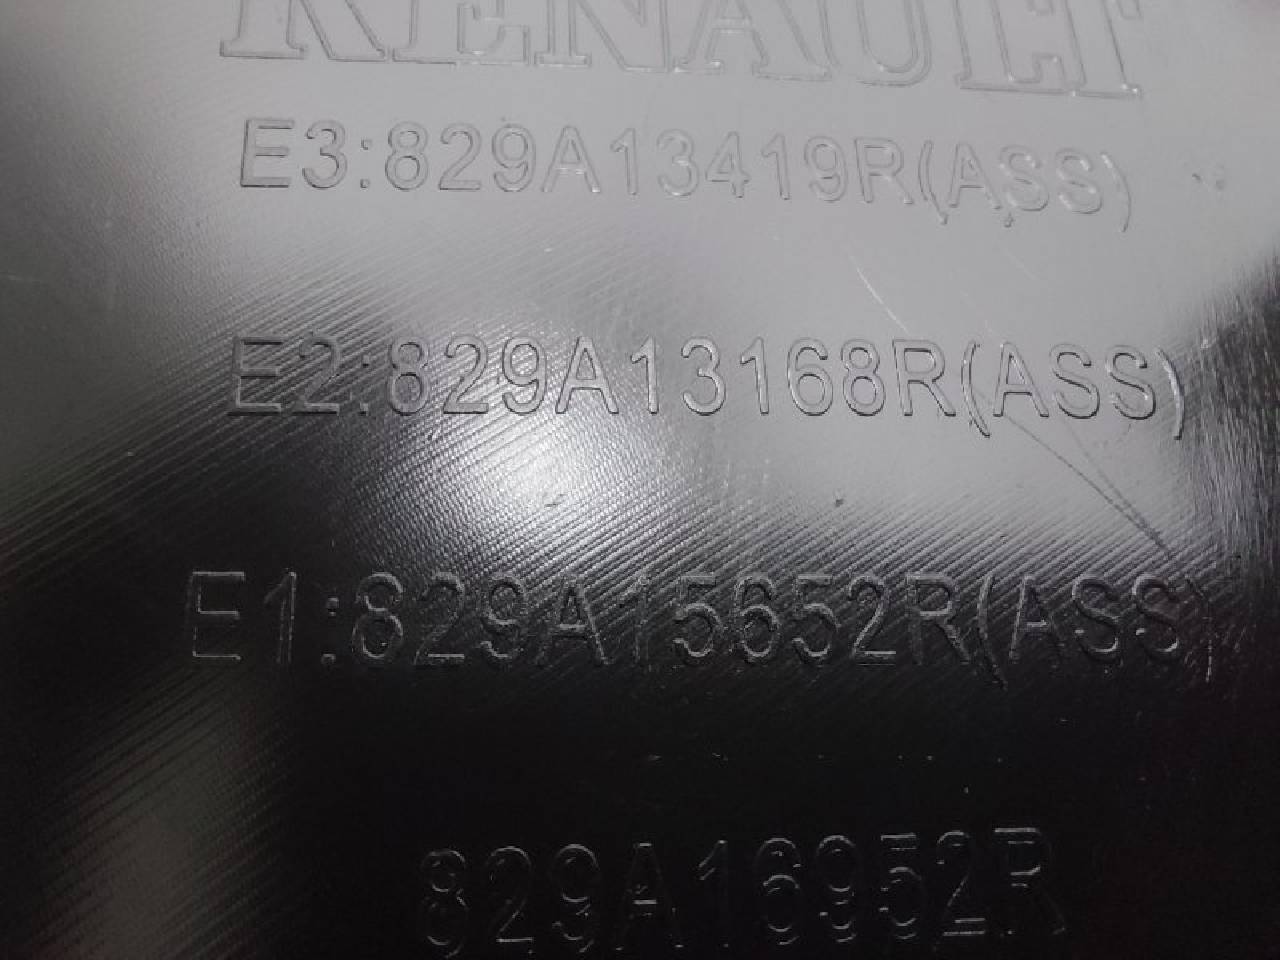 RENAULT
E3:829A13419R(ASS)
E2:829A13168R(ASS)
E1:829A15652R(ASS)
829A16952R